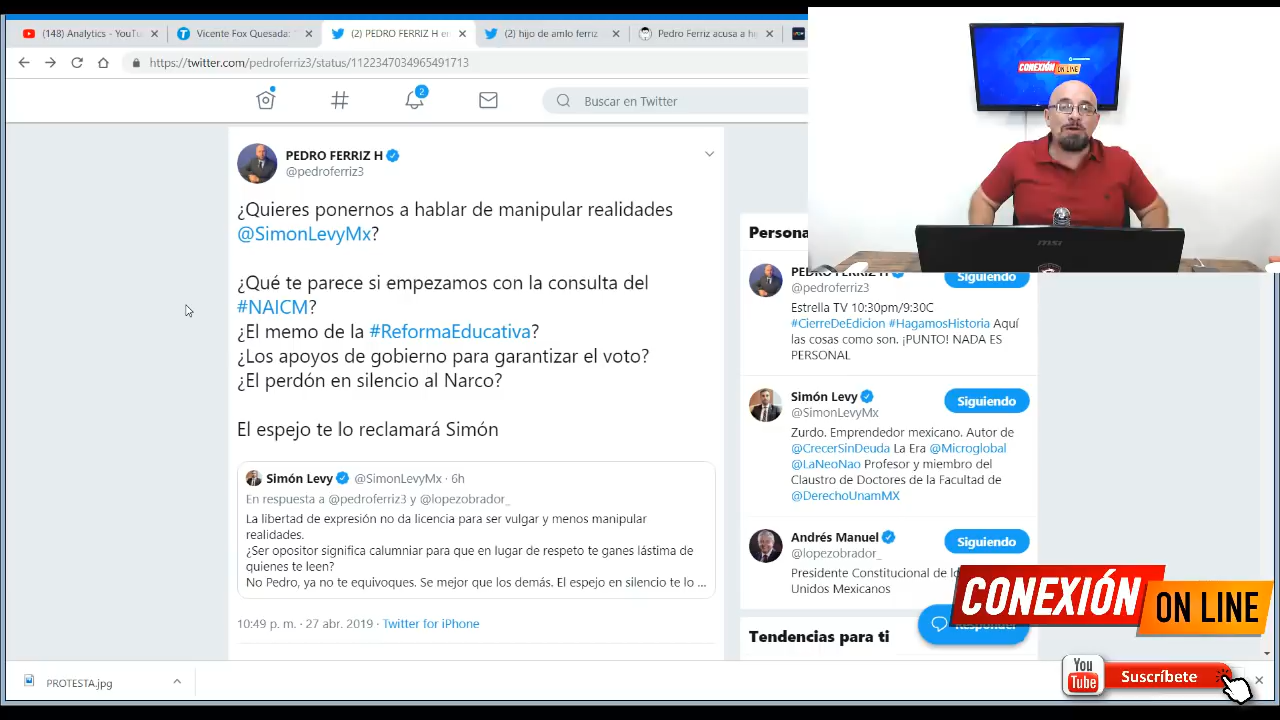 (148) Analytics - YouTu
Vicente Fox Quesada:
(2) PEDRO FERRIZ H en
(2) hijo de amlo ferriz
Pedro Ferriz acusa a hij
https://twitter.com/pedroferriz3/status/1122347034965491713
2
Buscar en Twitter
CONEXIÓN
ON LINE
msi
PEDRO FERRIZ H
@pedroferriz3
¿Quieres ponernos a hablar de manipular realidades
@SimonLevyMx?
¿Qué te parece si empezamos con la consulta del
#NAICM?
¿El memo de la #ReformaEducativa?
¿Los apoyos de gobierno para garantizar el voto?
¿El perdón en silencio al Narco?
El espejo te lo reclamará Simón
Simón Levy @SimonLevyMx · 6h
En respuesta a @pedroferriz3 y @lopezobrador_
La libertad de expresión no da licencia para ser vulgar y menos manipular
realidades.
¿Ser opositor significa calumniar para que en lugar de respeto te ganes lástima de
quienes te leen?
No Pedro, ya no te equivoques. Se mejor que los demás. El espejo en silencio te lo ...
10:49 p. m. · 27 abr. 2019 · Twitter for iPhone
Persona
PEDRO FERRIZ H
Siguiendo
@pedroferriz3
Estrella TV 10:30pm/9:30C
#CierreDeEdicion #HagamosHistoria Aquí
las cosas como son. ¡PUNTO! NADA ES
PERSONAL
Simón Levy
Siguiendo
@SimonLevyMx
Zurdo. Emprendedor mexicano. Autor de
@CrecerSinDeuda La Era @Microglobal
@LaNeoNao Profesor y miembro del
Claustro de Doctores de la Facultad de
@DerechoUnamMX
Andrés Manuel
Siguiendo
@lopezobrador_
Presidente Constitucional de lo
Unidos Mexicanos
Responder
Tendencias para ti
CONEXIÓN
ON LINE
You
Tube
Suscríbete
PROTESTA.jpg